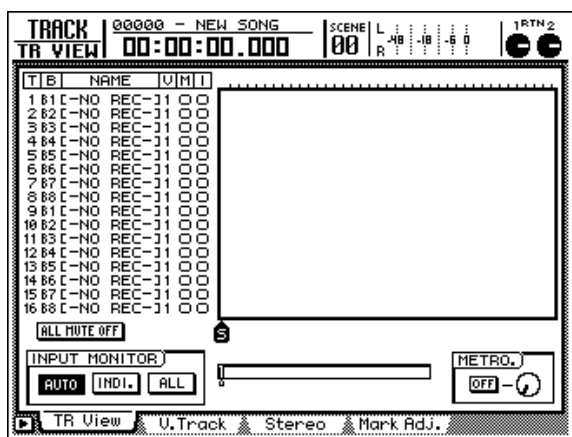 TRACK 00000 - NEW SONG SCENE L -48 -18 -6 0 1 RTN 2
TR VIEW 00:00:00.000 00 R
T B NAME V M I
1 B1 [-NO REC-] 1
2 B2 [-NO REC-] 1
3 B3 [-NO REC-] 1
4 B4 [-NO REC-] 1
5 B5 [-NO REC-] 1
6 B6 [-NO REC-] 1
7 B7 [-NO REC-] 1
8 B8 [-NO REC-] 1
9 B1 [-NO REC-] 1
10 B2 [-NO REC-] 1
11 B3 [-NO REC-] 1
12 B4 [-NO REC-] 1
13 B5 [-NO REC-] 1
14 B6 [-NO REC-] 1
15 B7 [-NO REC-] 1
16 B8 [-NO REC-] 1
ALL MUTE OFF S
INPUT MONITOR METRO.
AUTO INDI. ALL OFF
TR View V.Track Stereo Mark Adj.